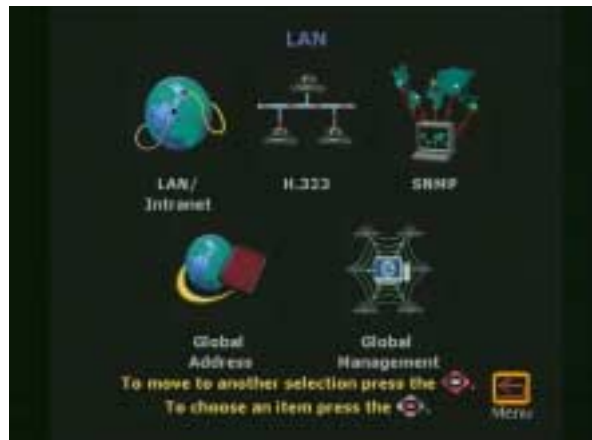 LAN
LAN/
Intranet
H.323
SNMP
Global
Address
Global
Management
To move to another selection press the
To choose an item press the .
Menu